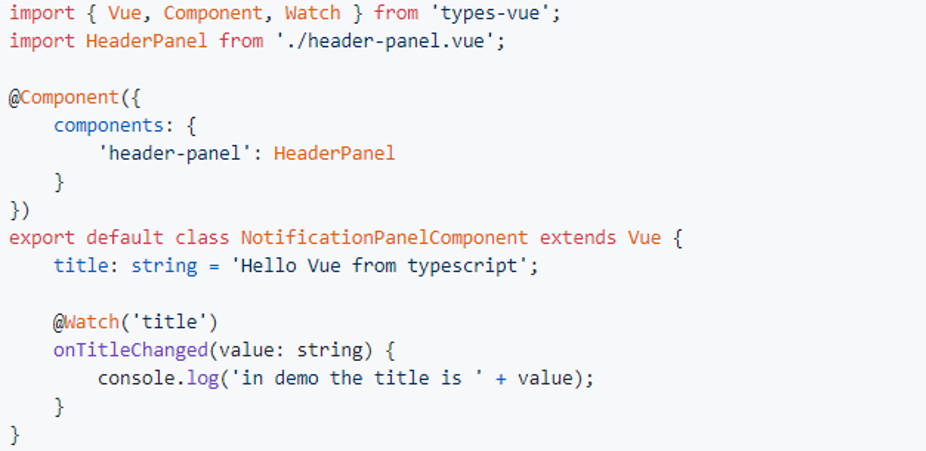 import { Vue, Component, Watch } from 'types-vue';
import HeaderPanel from './header-panel.vue';
@Component({
components: {
'header-panel': HeaderPanel
}
})
export default class NotificationPanelComponent extends Vue {
title: string = 'Hello Vue from typescript';
@Watch('title')
onTitleChanged(value: string) {
console.log('in demo the title is ' + value);
}
}